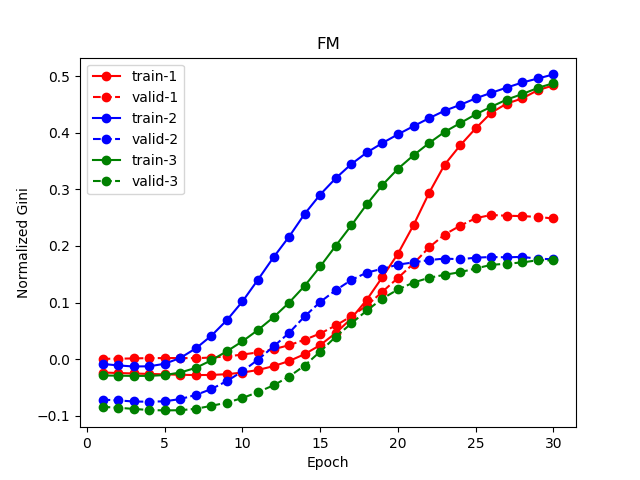 FM
train-1
valid-1
train-2
valid-2
train-3
valid-3
Normalized Gini
0.5
0.4
0.3
0.2
0.1
0.0
−0.1
0 5 10 15 20 25 30
Epoch